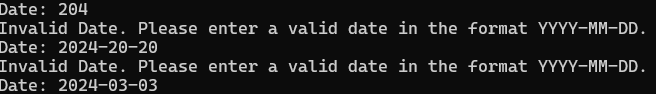 Date: 204
Invalid Date. Please enter a valid date in the format YYYY-MM-DD.
Date: 2024-20-20
Invalid Date. Please enter a valid date in the format YYYY-MM-DD.
Date: 2024-03-03